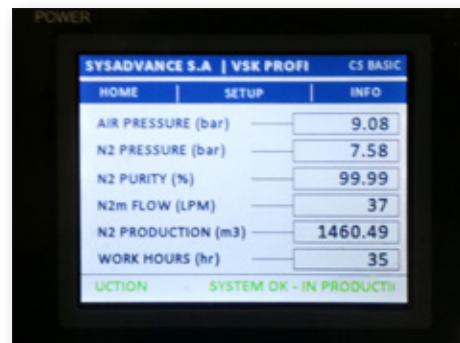 POWER
SYSADVANCE S.A | VSK PROFI CS BASIC
HOME | SETUP | INFO
AIR PRESSURE (bar) 9.08
N2 PRESSURE (bar) 7.58
N2 PURITY (%) 99.99
N2m FLOW (LPM) 37
N2 PRODUCTION (m3) 1460.49
WORK HOURS (hr) 35
UCTION SYSTEM OK - IN PRODUCTI